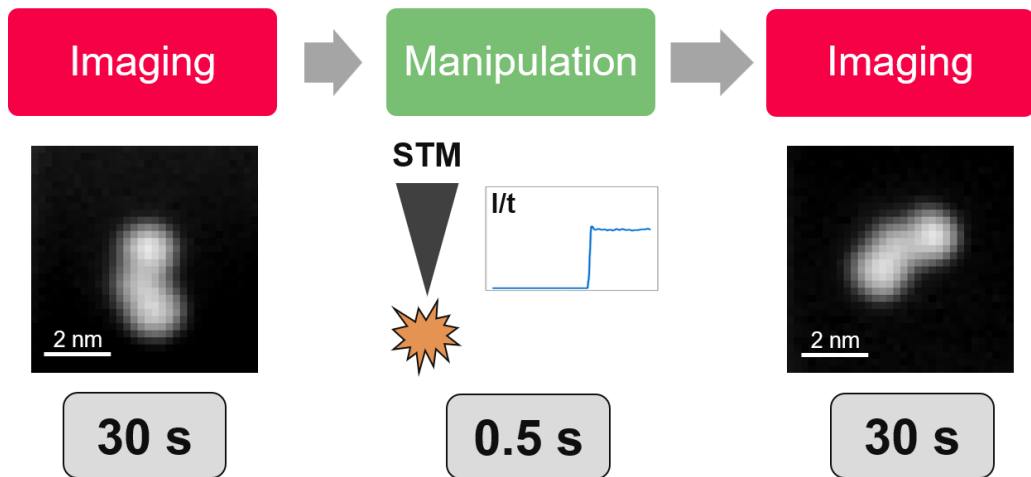 Imaging
Manipulation
Imaging
STM
I/t
2 nm
2 nm
30 s
0.5 s
30 s